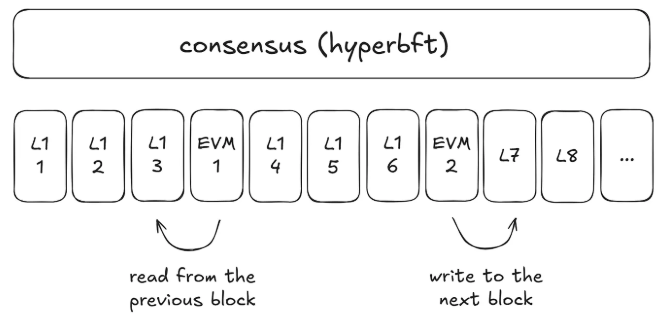 consensus (hyperbft)
L1 L1 L1 EVM L1 L1 L1 EVM L7 L8 ...
1 2 3 1 4 5 6 2
read from the write to the
previous block next block